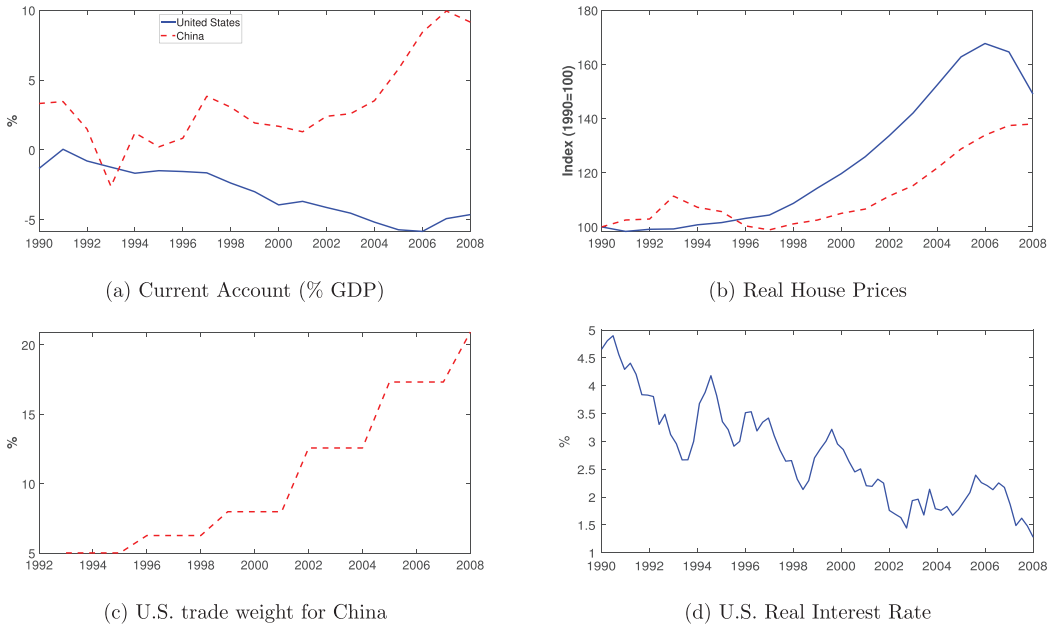 United States
China
10
5
0
-5
%
1990 1992 1994 1996 1998 2000 2002 2004 2006 2008
(a) Current Account (% GDP)
180
160
140
120
100
Index (1990=100)
1990 1992 1994 1996 1998 2000 2002 2004 2006 2008
(b) Real House Prices
20
15
10
5
%
1992 1994 1996 1998 2000 2002 2004 2006 2008
(c) U.S. trade weight for China
5
4.5
4
3.5
3
2.5
2
1.5
1
%
1990 1992 1994 1996 1998 2000 2002 2004 2006 2008
(d) U.S. Real Interest Rate